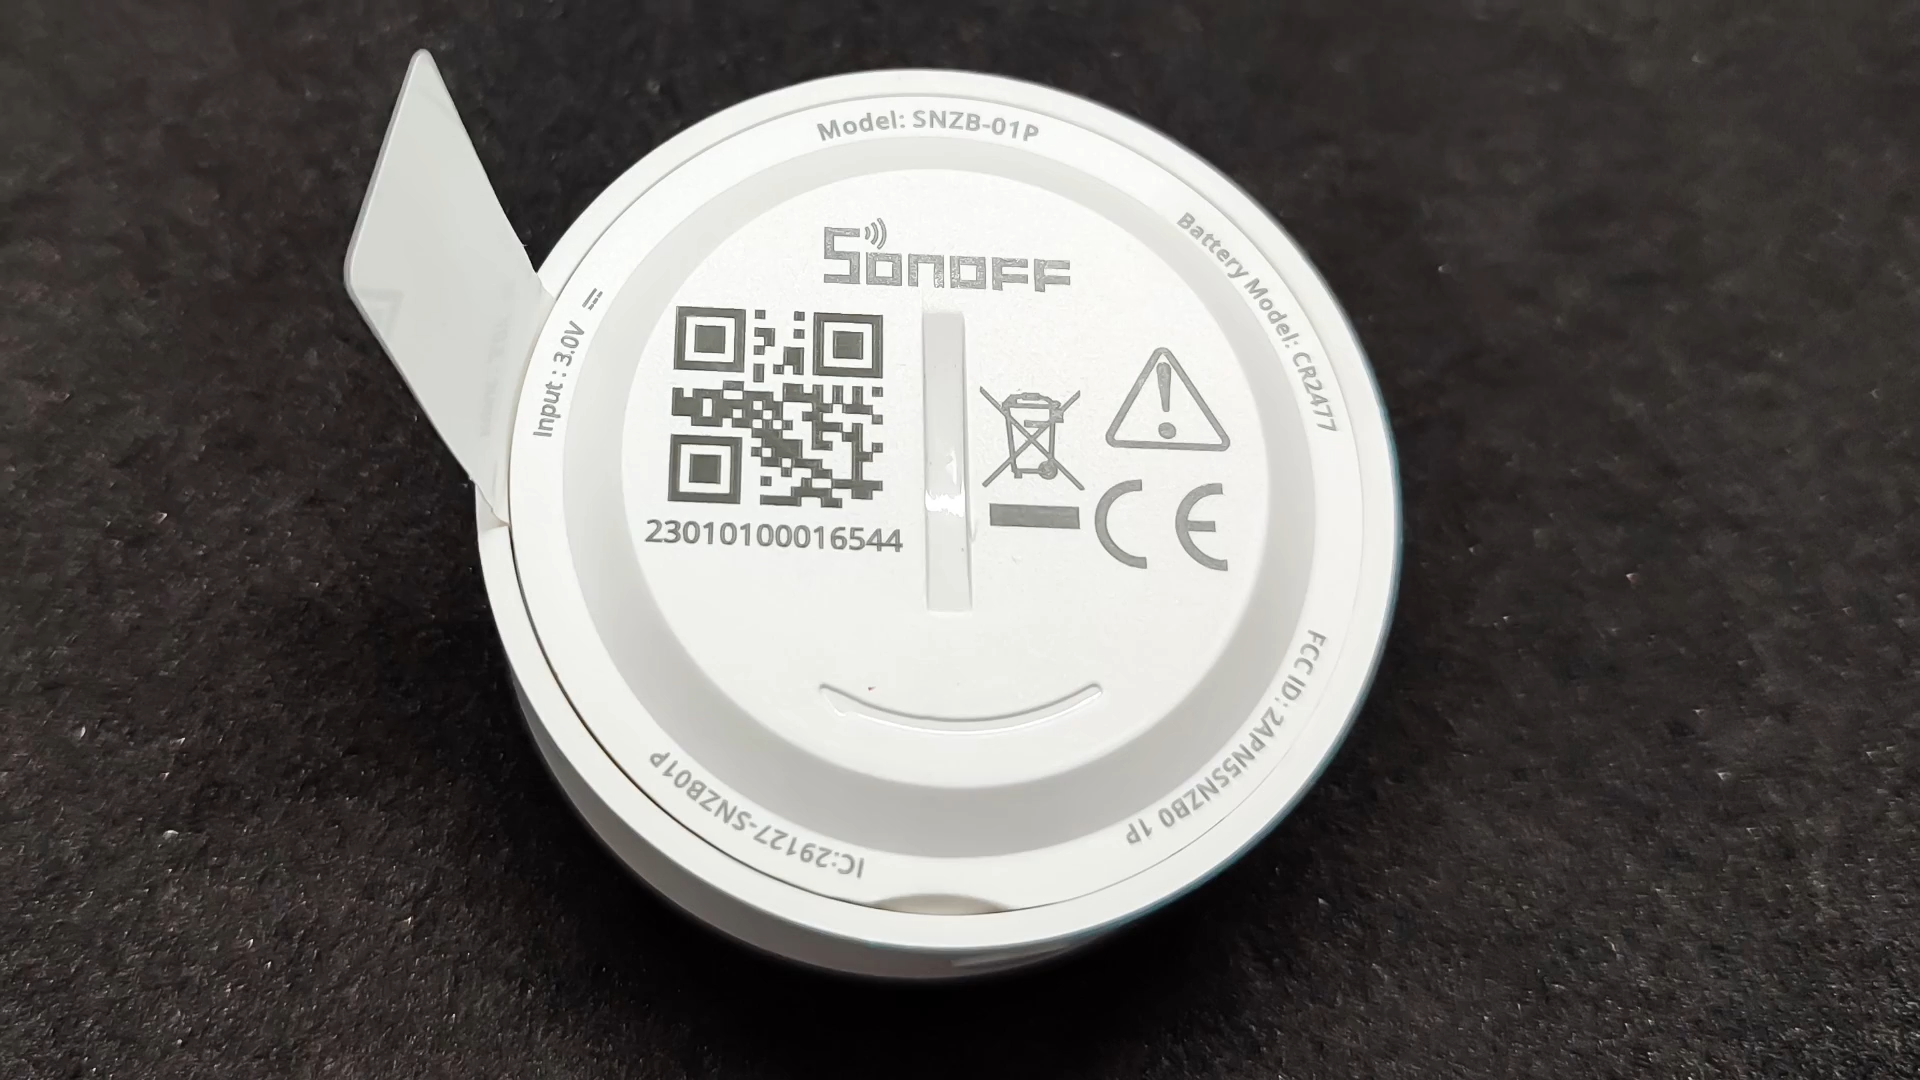 Model: SNZB-01P
SONOFF
Battery Model: CR2477
Input : 3.0V
23010100016544
CE
FCC ID: 2APN5SNZB0 1P
IC:29127-SNZB01P